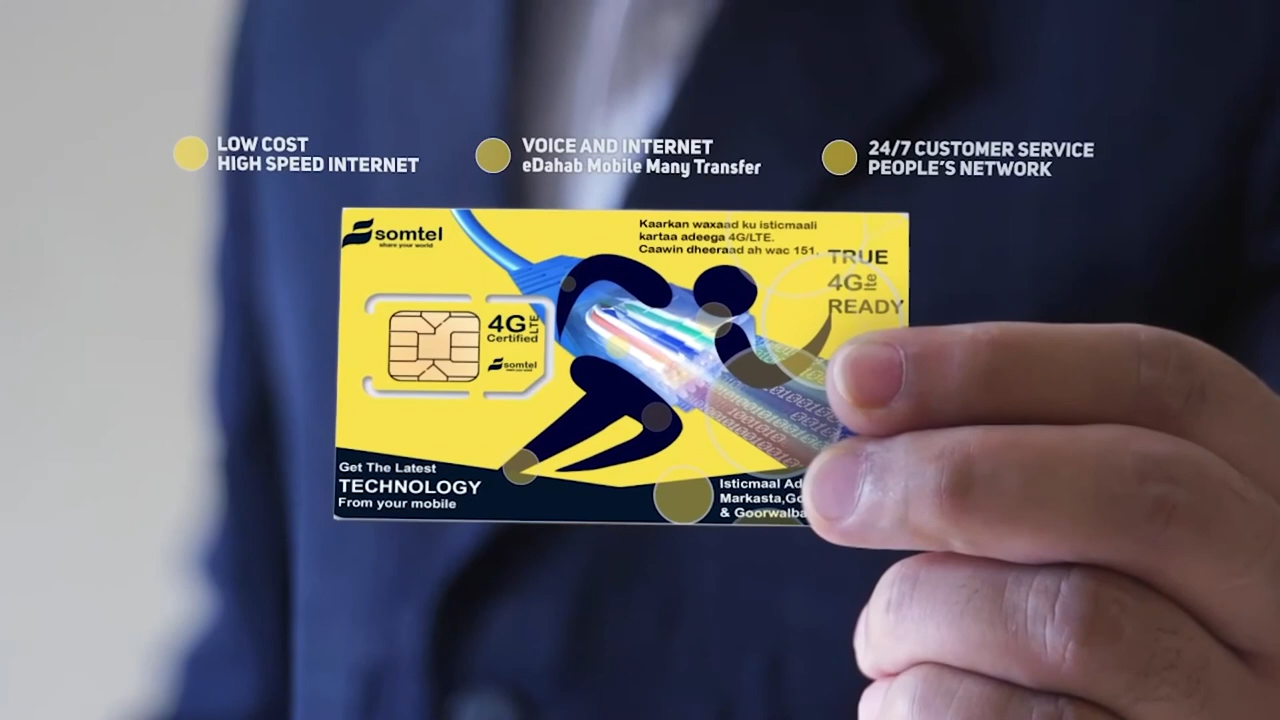 LOW COST
HIGH SPEED INTERNET
VOICE AND INTERNET
eDahab Mobile Many Transfer
24/7 CUSTOMER SERVICE
PEOPLE'S NETWORK
somtel
share your world
Kaarkan waxaad ku isticmaali
kartaa adeega 4G/LTE.
Caawin dheeraad ah wac 151.
TRUE
4G lte
READY
4G LTE
Certified
somtel
Get The Latest
TECHNOLOGY
From your mobile
Isticmaal
Markasta,
& Goorwalba